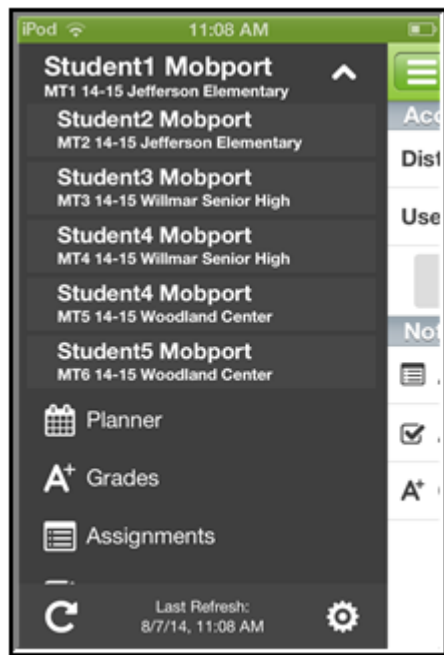 iPod 11:08 AM
Student1 Mobport
MT1 14-15 Jefferson Elementary
Student2 Mobport
MT2 14-15 Jefferson Elementary
Student3 Mobport
MT3 14-15 Willmar Senior High
Student4 Mobport
MT4 14-15 Willmar Senior High
Student4 Mobport
MT5 14-15 Woodland Center
Student5 Mobport
MT6 14-15 Woodland Center
Planner
A+ Grades
Assignments
Last Refresh:
8/7/14, 11:08 AM
Acc
Dist
Use
Not
A+